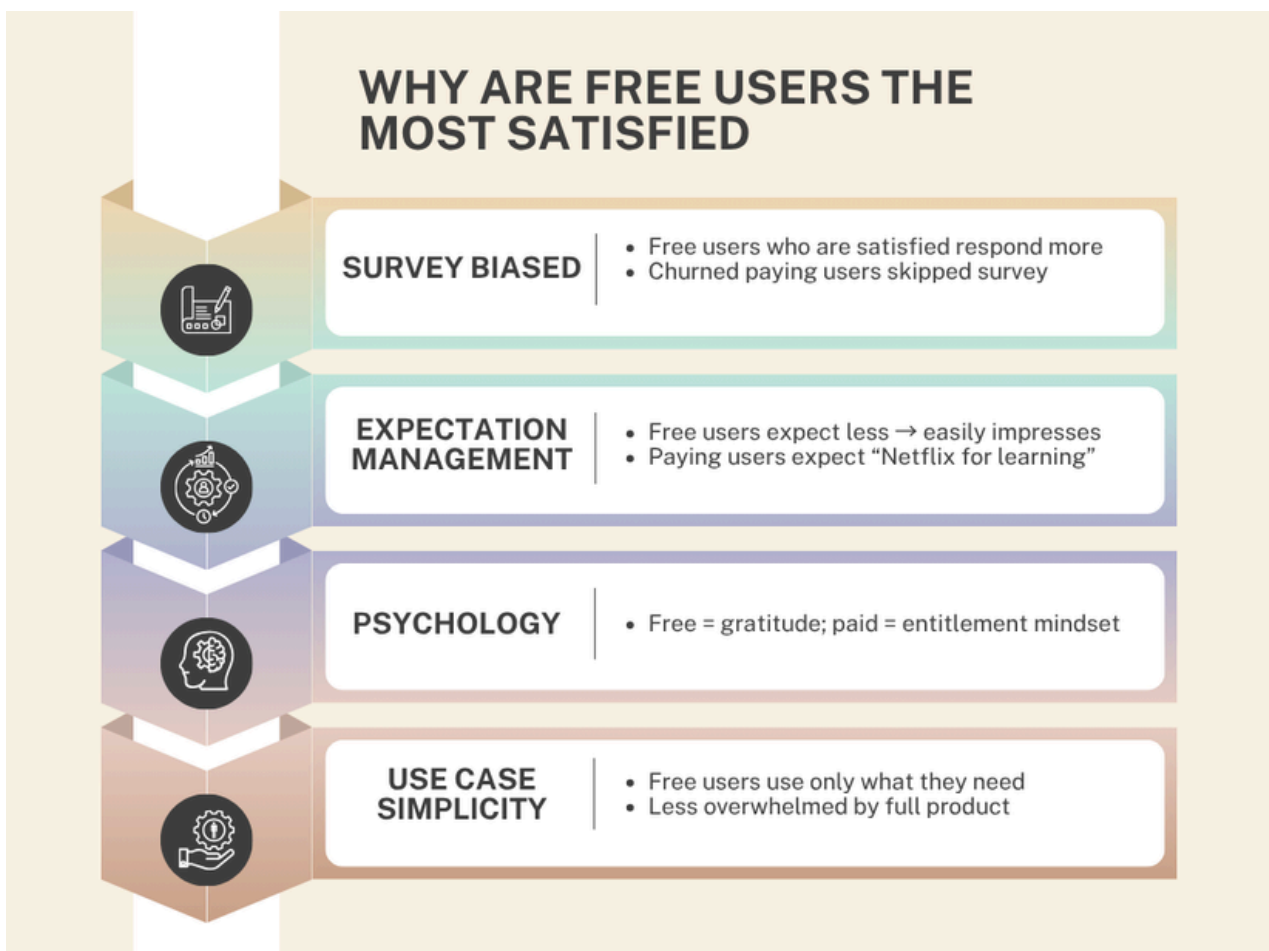 WHY ARE FREE USERS THE
MOST SATISFIED
SURVEY BIASED
• Free users who are satisfied respond more
• Churned paying users skipped survey
EXPECTATION
MANAGEMENT
• Free users expect less → easily impresses
• Paying users expect “Netflix for learning”
PSYCHOLOGY
• Free = gratitude; paid = entitlement mindset
USE CASE
SIMPLICITY
• Free users use only what they need
• Less overwhelmed by full product